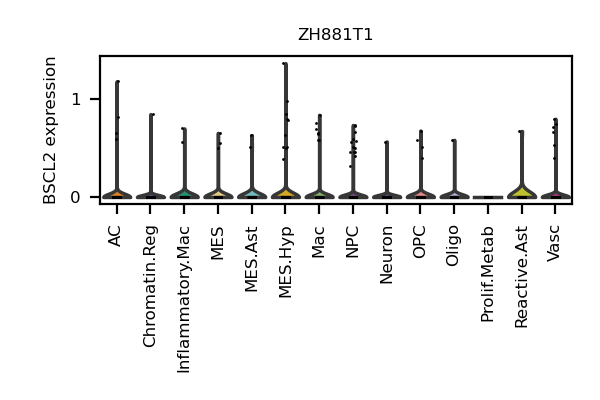 ZH881T1
BSCL2 expression
1
0
AC
Chromatin.Reg
Inflammatory.Mac
MES
MES.Ast
MES.Hyp
Mac
NPC
Neuron
OPC
Oligo
Prolif.Metab
Reactive.Ast
Vasc